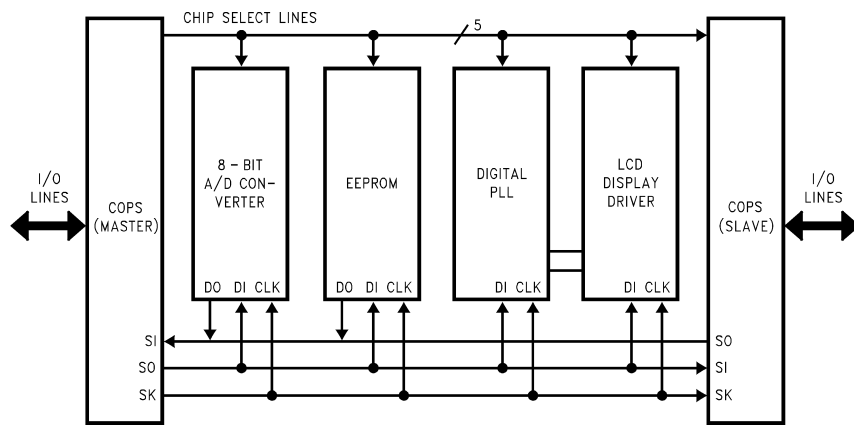 CHIP SELECT LINES
5
I/O
LINES
COPS
(MASTER)
8 – BIT
A/D CON–
VERTER
EEPROM
DIGITAL
PLL
LCD
DISPLAY
DRIVER
COPS
(SLAVE)
I/O
LINES
DO DI CLK
DO DI CLK
DI CLK
DI CLK
SI
SO
SK
SO
SI
SK